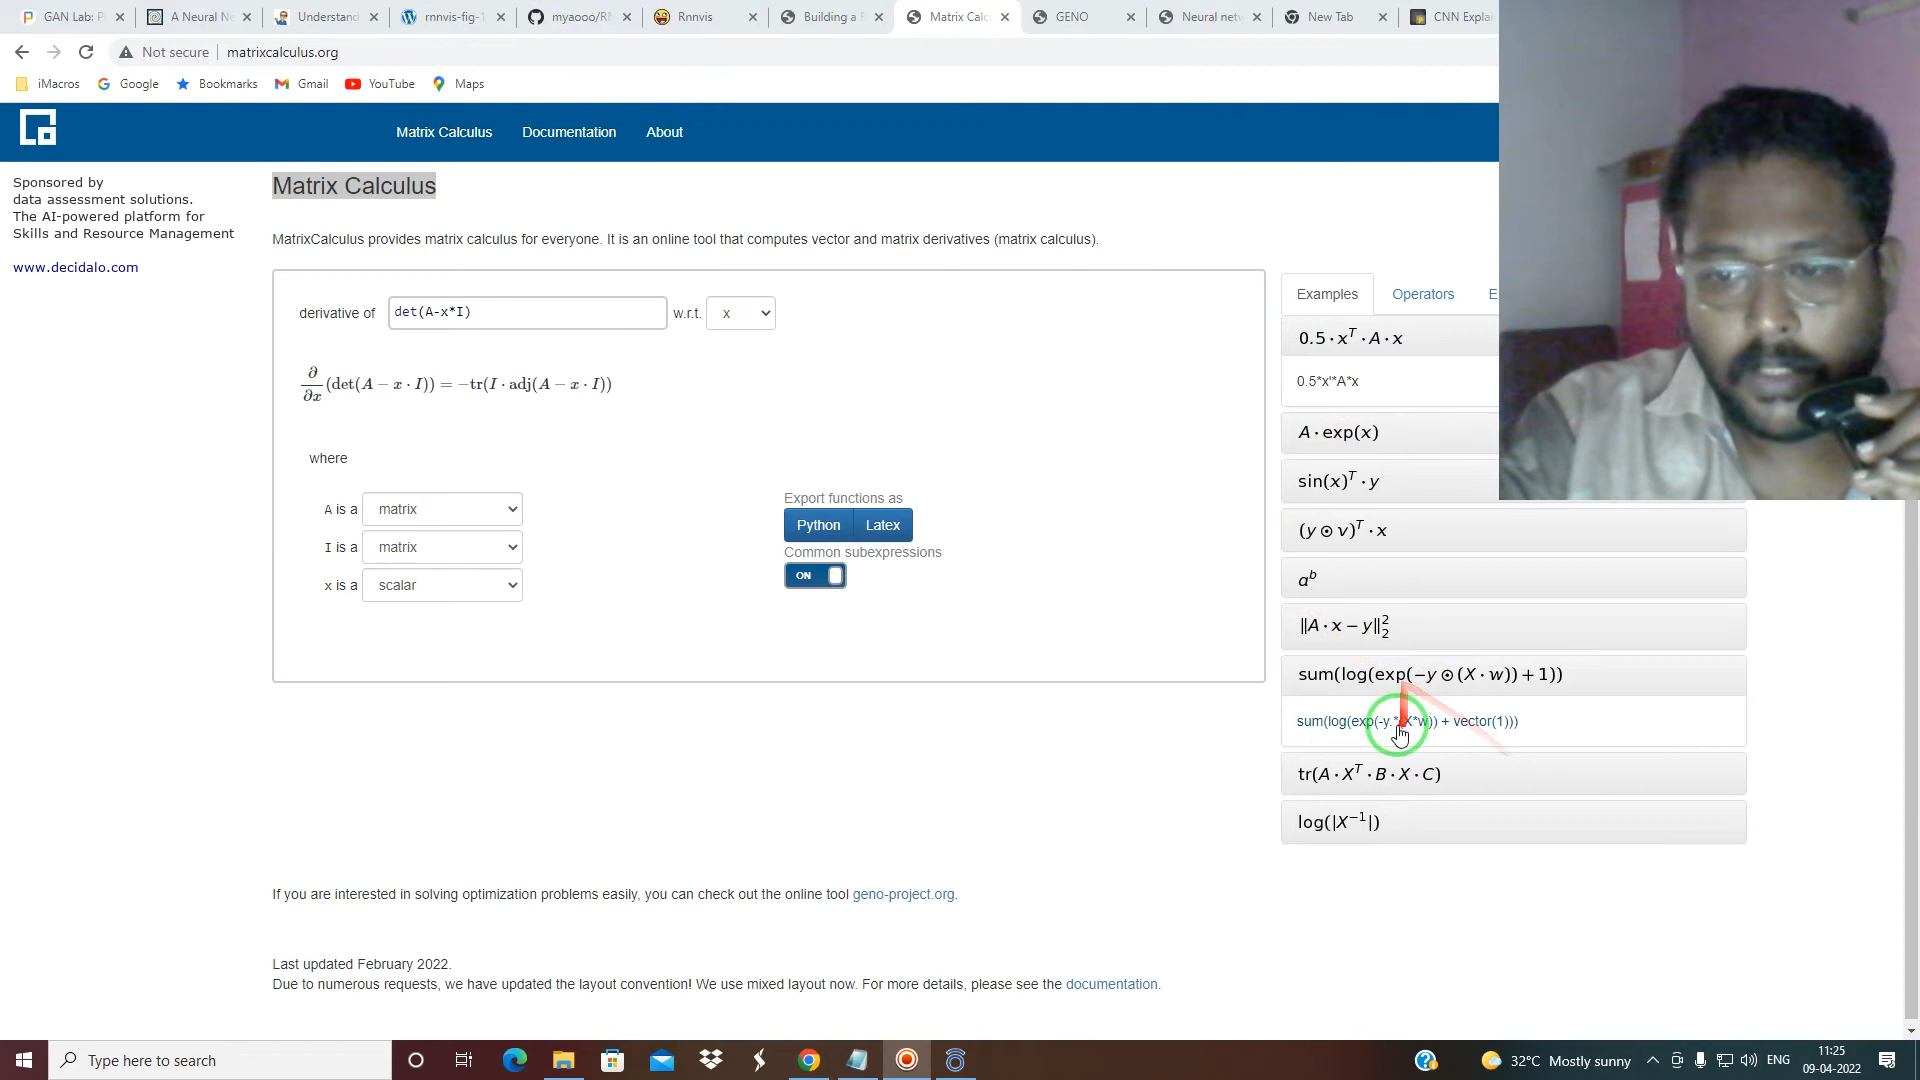 GAN Lab: P
A Neural Ne
Understand
rnnvis-fig-1
myaooo/RN
Rnnvis
Building a R
Matrix Calc
GENO
Neural netw
New Tab
CNN Explai
Not secure
matrixcalculus.org
iMacros
Google
Bookmarks
Gmail
YouTube
Maps
Matrix Calculus
Documentation
About
Sponsored by
data assessment solutions.
The AI-powered platform for
Skills and Resource Management
www.decidalo.com
Matrix Calculus
MatrixCalculus provides matrix calculus for everyone. It is an online tool that computes vector and matrix derivatives (matrix calculus).
derivative of det(A-x*I) w.r.t. x
∂/∂x (det(A − x · I)) = −tr(I · adj(A − x · I))
where
A is a matrix
I is a matrix
x is a scalar
Export functions as
Python Latex
Common subexpressions
ON
Examples
Operators
E
0.5·x^T·A·x
0.5*x'*A*x
A·exp(x)
sin(x)^T·y
(y⊙v)^T·x
a^b
‖A·x−y‖₂²
sum(log(exp(−y⊙(X·w))+1))
sum(log(exp(-y.*(X*w)) + vector(1)))
tr(A·X^T·B·X·C)
log(|X^−1|)
If you are interested in solving optimization problems easily, you can check out the online tool geno-project.org.
Last updated February 2022.
Due to numerous requests, we have updated the layout convention! We use mixed layout now. For more details, please see the documentation.
Type here to search
32°C Mostly sunny
ENG
11:25
09-04-2022